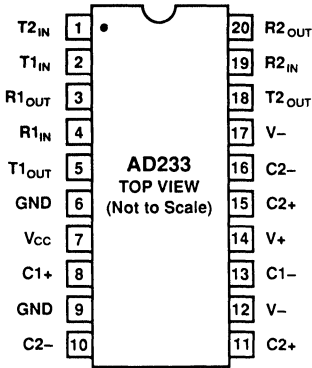 T2IN 1 20 R2OUT
T1IN 2 19 R2IN
R1OUT 3 18 T2OUT
R1IN 4 17 V–
T1OUT 5 AD233 16 C2–
TOP VIEW
GND 6 (Not to Scale) 15 C2+
VCC 7 14 V+
C1+ 8 13 C1–
GND 9 12 V–
C2– 10 11 C2+